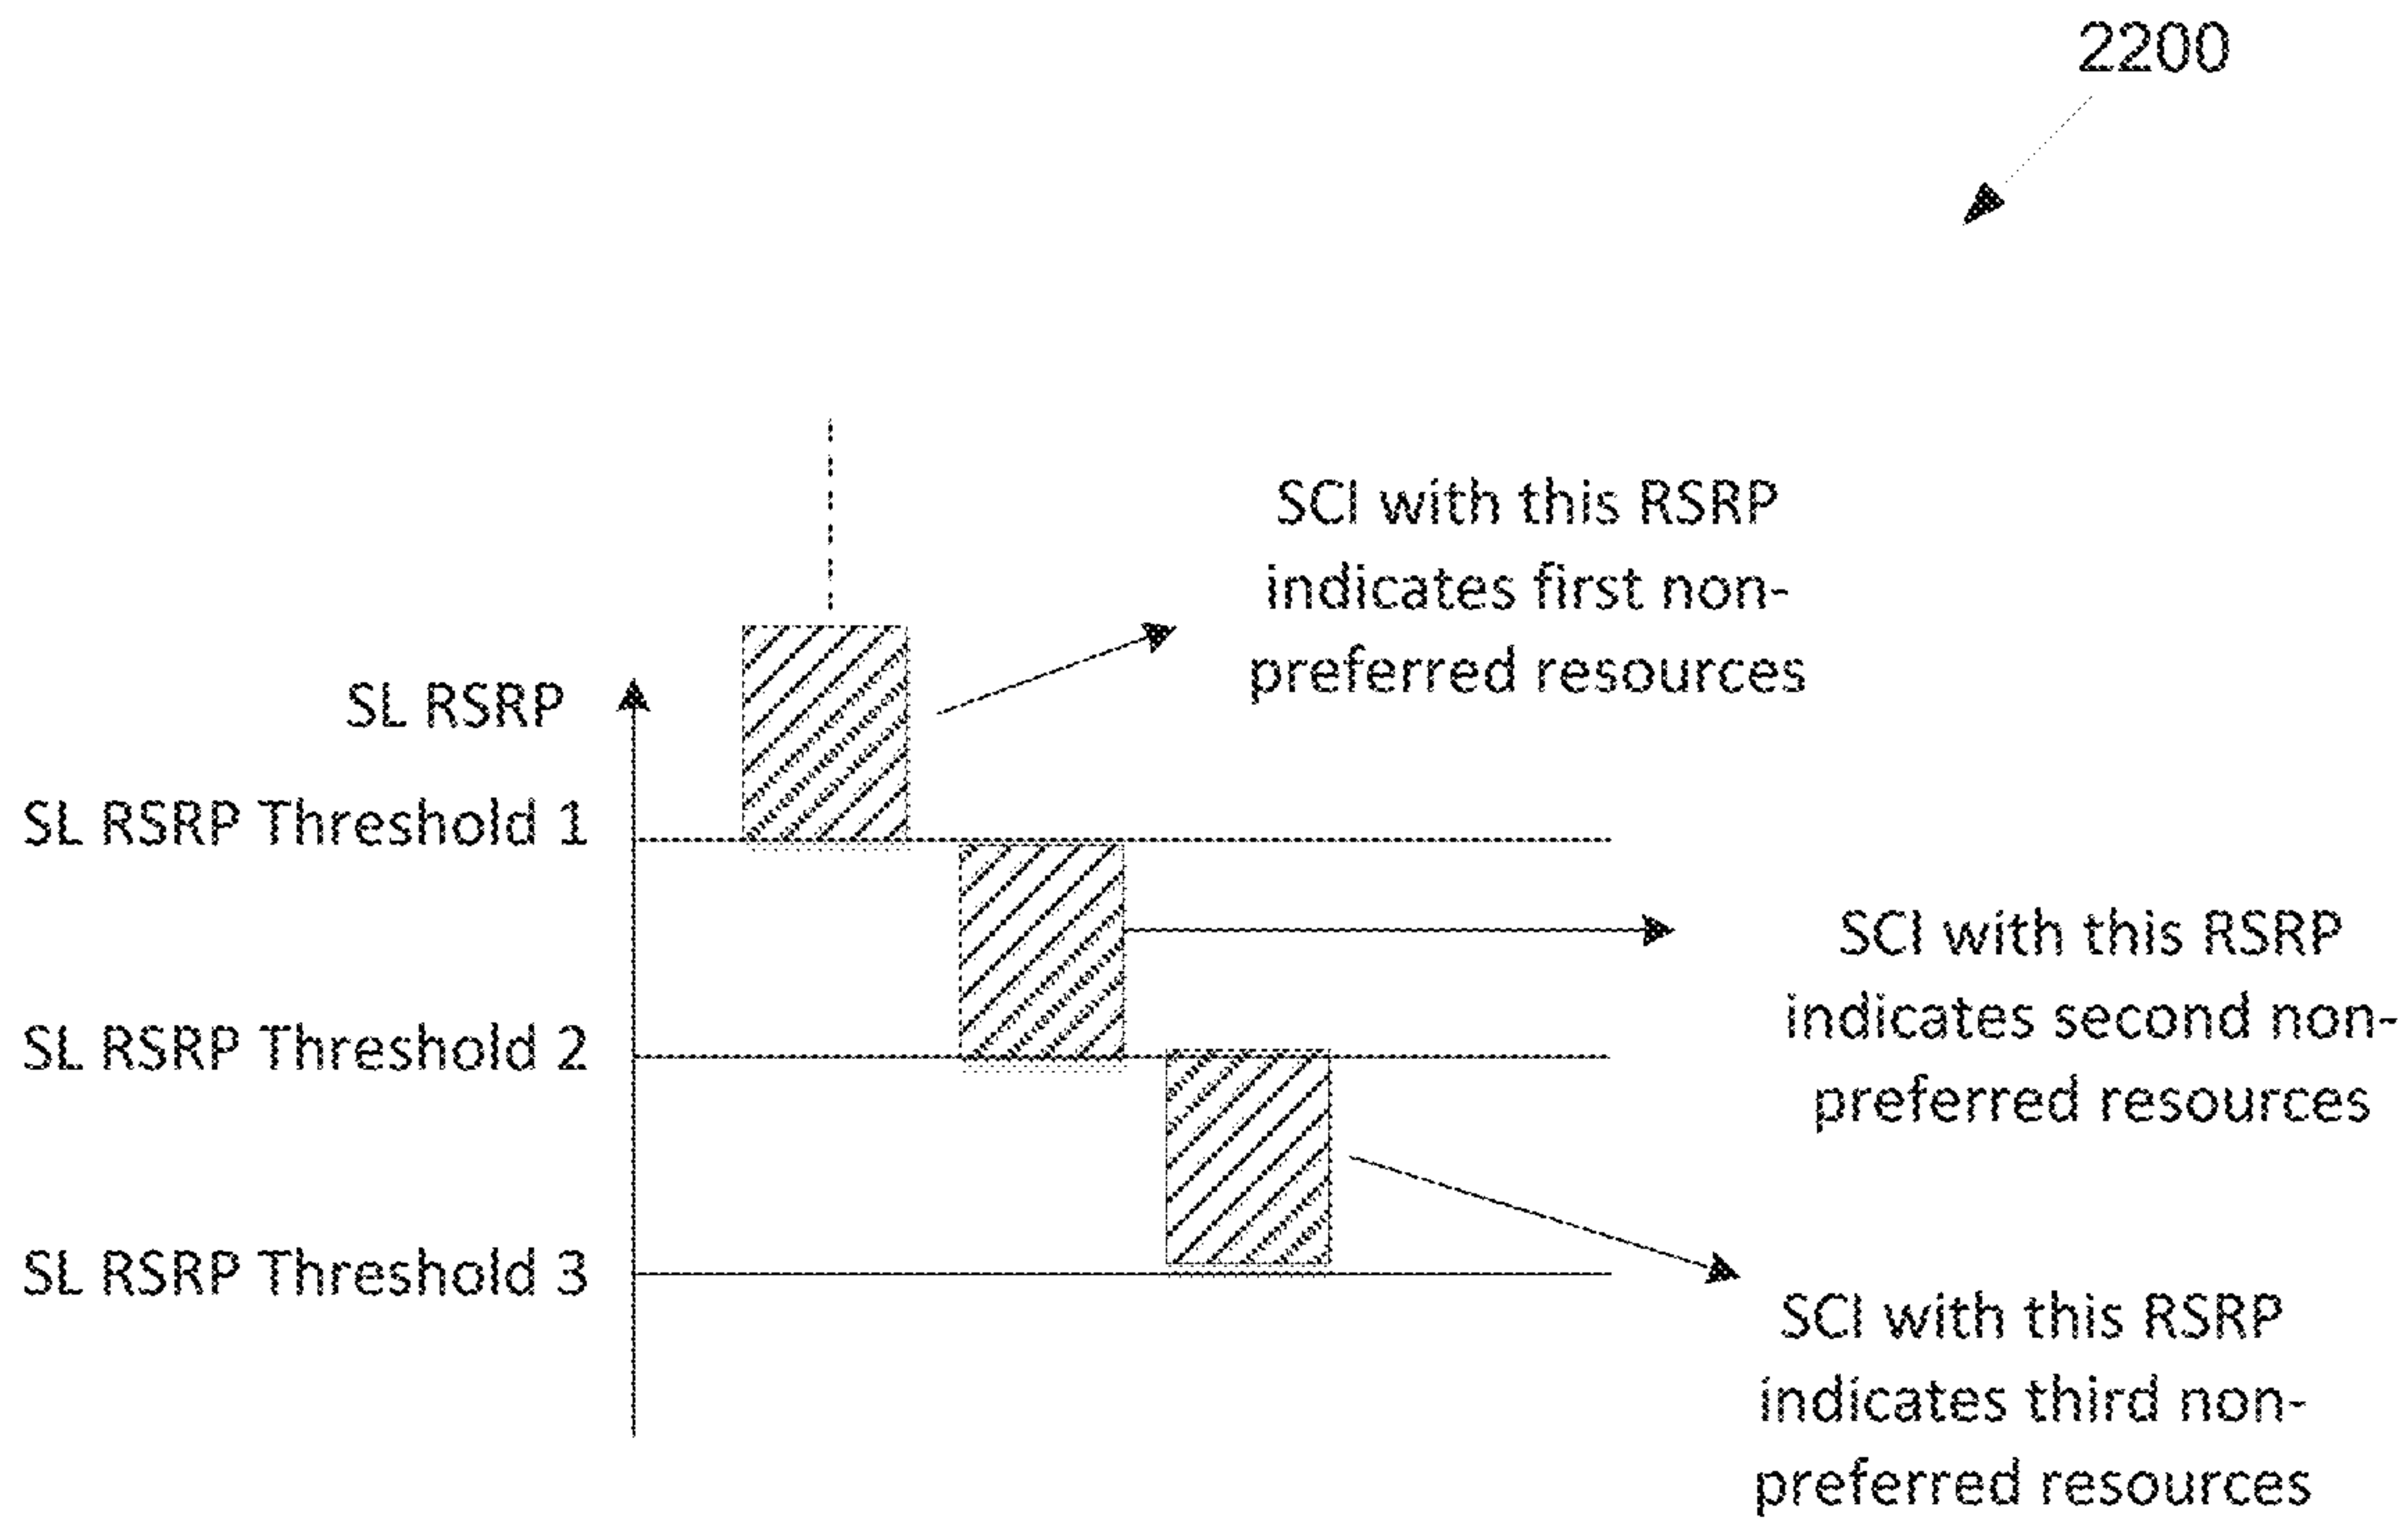 2200
SCI with this RSRP
indicates first non-
preferred resources
SL RSRP
SL RSRP Threshold 1
SCI with this RSRP
indicates second non-
preferred resources
SL RSRP Threshold 2
SL RSRP Threshold 3
SCI with this RSRP
indicates third non-
preferred resources